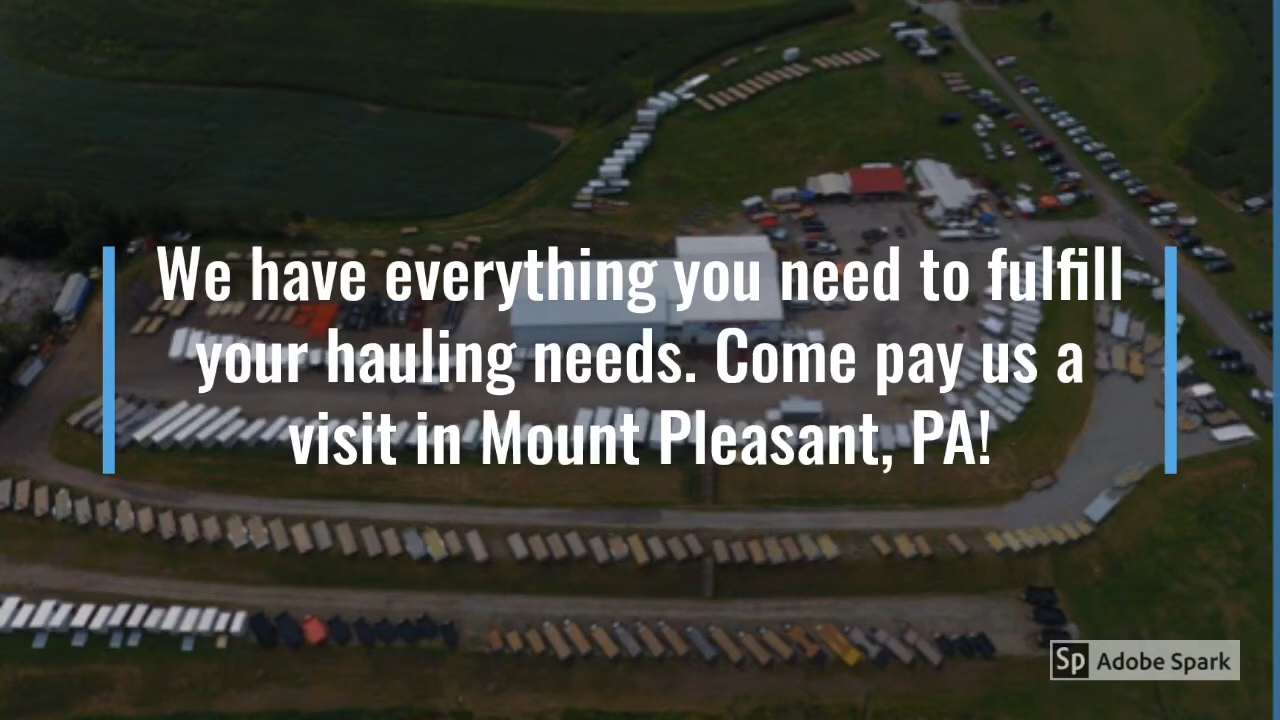 We have everything you need to fulfill
your hauling needs. Come pay us a
visit in Mount Pleasant, PA!
Sp Adobe Spark